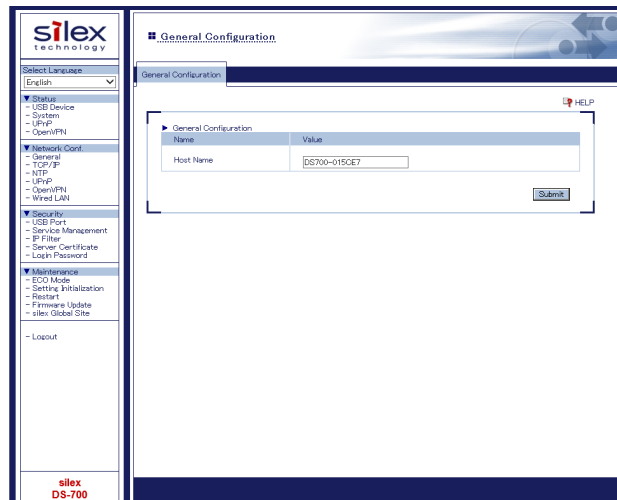 silex
technology
General Configuration
Select Language
English
General Configuration
HELP
▼ Status
- USB Device
- System
- UPnP
- OpenVPN
▼ Network Conf.
- General
- TCP/IP
- NTP
- UPnP
- OpenVPN
- Wired LAN
▼ Security
- USB Port
- Service Management
- IP Filter
- Server Certificate
- Login Password
▼ Maintenance
- ECO Mode
- Setting Initialization
- Restart
- Firmware Update
- silex Global Site
- Logout
silex
DS-700
▶ General Configuration
Name Value
Host Name DS700-015CE7
Submit